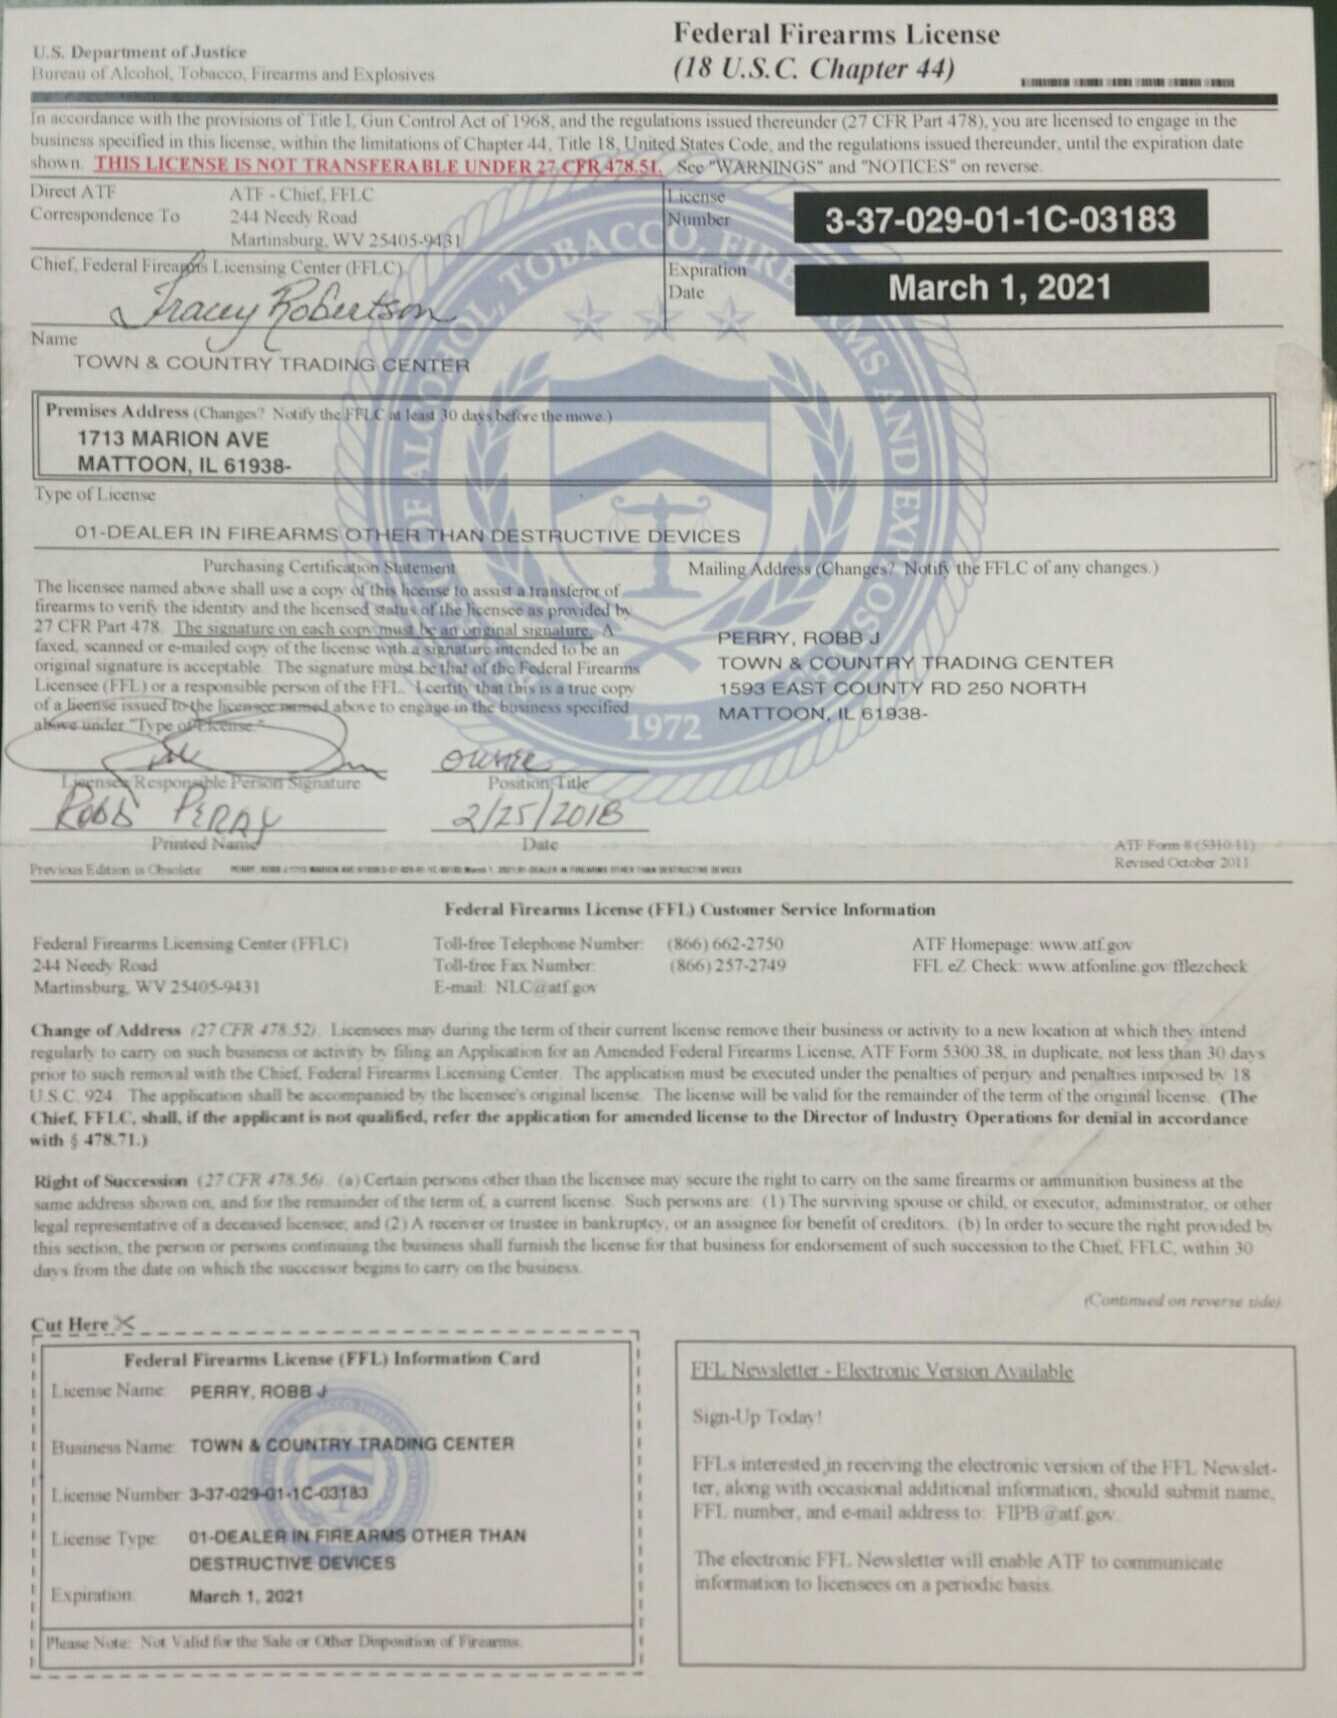 U.S. Department of Justice
Bureau of Alcohol, Tobacco, Firearms and Explosives
Federal Firearms License
(18 U.S.C. Chapter 44)
In accordance with the provisions of Title I, Gun Control Act of 1968, and the regulations issued thereunder (27 CFR Part 478), you are licensed to engage in the
business specified in this license, within the limitations of Chapter 44, Title 18, United States Code, and the regulations issued thereunder, until the expiration date
shown. THIS LICENSE IS NOT TRANSFERABLE UNDER 27 CFR 478.51. See "WARNINGS" and "NOTICES" on reverse.
Direct ATF
Correspondence To
ATF - Chief, FFLC
244 Needy Road
Martinsburg, WV 25405-9431
License
Number
3-37-029-01-1C-03183
Chief, Federal Firearms Licensing Center (FFLC)
Tracey Robertson
Expiration
Date
March 1, 2021
Name
TOWN & COUNTRY TRADING CENTER
Premises Address (Changes? Notify the FFLC at least 30 days before the move.)
1713 MARION AVE
MATTOON, IL 61938-
Type of License
01-DEALER IN FIREARMS OTHER THAN DESTRUCTIVE DEVICES
Purchasing Certification Statement
The licensee named above shall use a copy of this license to assist a transferor of
firearms to verify the identity and the licensed status of the licensee as provided by
27 CFR Part 478. The signature on each copy must be an original signature. A
faxed, scanned or e-mailed copy of the license with a signature intended to be an
original signature is acceptable. The signature must be that of the Federal Firearms
Licensee (FFL) or a responsible person of the FFL. I certify that this is a true copy
of a license issued to the licensee named above to engage in the business specified
above under "Type of License."
Mailing Address (Changes? Notify the FFLC of any changes.)
PERRY, ROBB J
TOWN & COUNTRY TRADING CENTER
1593 EAST COUNTY RD 250 NORTH
MATTOON, IL 61938-
1972
owner
Licensee/Responsible Person Signature
Position/Title
Robb Perry
2/25/2018
Printed Name
Date
ATF Form 8 (5310.11)
Revised October 2011
Previous Edition is Obsolete
PERRY, ROBB J:1713 MARION AVE 61938:3-37-029-01-1C-03183:March 1, 2021:01-DEALER IN FIREARMS OTHER THAN DESTRUCTIVE DEVICES
Federal Firearms License (FFL) Customer Service Information
Federal Firearms Licensing Center (FFLC)
244 Needy Road
Martinsburg, WV 25405-9431
Toll-free Telephone Number: (866) 662-2750
Toll-free Fax Number: (866) 257-2749
E-mail: NLC@atf.gov
ATF Homepage: www.atf.gov
FFL eZ Check: www.atfonline.gov/fflezcheck
Change of Address (27 CFR 478.52). Licensees may during the term of their current license remove their business or activity to a new location at which they intend
regularly to carry on such business or activity by filing an Application for an Amended Federal Firearms License, ATF Form 5300.38, in duplicate, not less than 30 days
prior to such removal with the Chief, Federal Firearms Licensing Center. The application must be executed under the penalties of perjury and penalties imposed by 18
U.S.C. 924. The application shall be accompanied by the licensee's original license. The license will be valid for the remainder of the term of the original license. (The
Chief, FFLC, shall, if the applicant is not qualified, refer the application for amended license to the Director of Industry Operations for denial in accordance
with § 478.71.)
Right of Succession (27 CFR 478.56). (a) Certain persons other than the licensee may secure the right to carry on the same firearms or ammunition business at the
same address shown on, and for the remainder of the term of, a current license. Such persons are: (1) The surviving spouse or child, or executor, administrator, or other
legal representative of a deceased licensee; and (2) A receiver or trustee in bankruptcy, or an assignee for benefit of creditors. (b) In order to secure the right provided by
this section, the person or persons continuing the business shall furnish the license for that business for endorsement of such succession to the Chief, FFLC, within 30
days from the date on which the successor begins to carry on the business.
(Continued on reverse side)
Cut Here
Federal Firearms License (FFL) Information Card
License Name: PERRY, ROBB J
Business Name: TOWN & COUNTRY TRADING CENTER
License Number: 3-37-029-01-1C-03183
License Type: 01-DEALER IN FIREARMS OTHER THAN
DESTRUCTIVE DEVICES
Expiration: March 1, 2021
Please Note: Not Valid for the Sale or Other Disposition of Firearms.
FFL Newsletter - Electronic Version Available
Sign-Up Today!
FFLs interested in receiving the electronic version of the FFL Newslet-
ter, along with occasional additional information, should submit name,
FFL number, and e-mail address to: FIPB@atf.gov.
The electronic FFL Newsletter will enable ATF to communicate
information to licensees on a periodic basis.